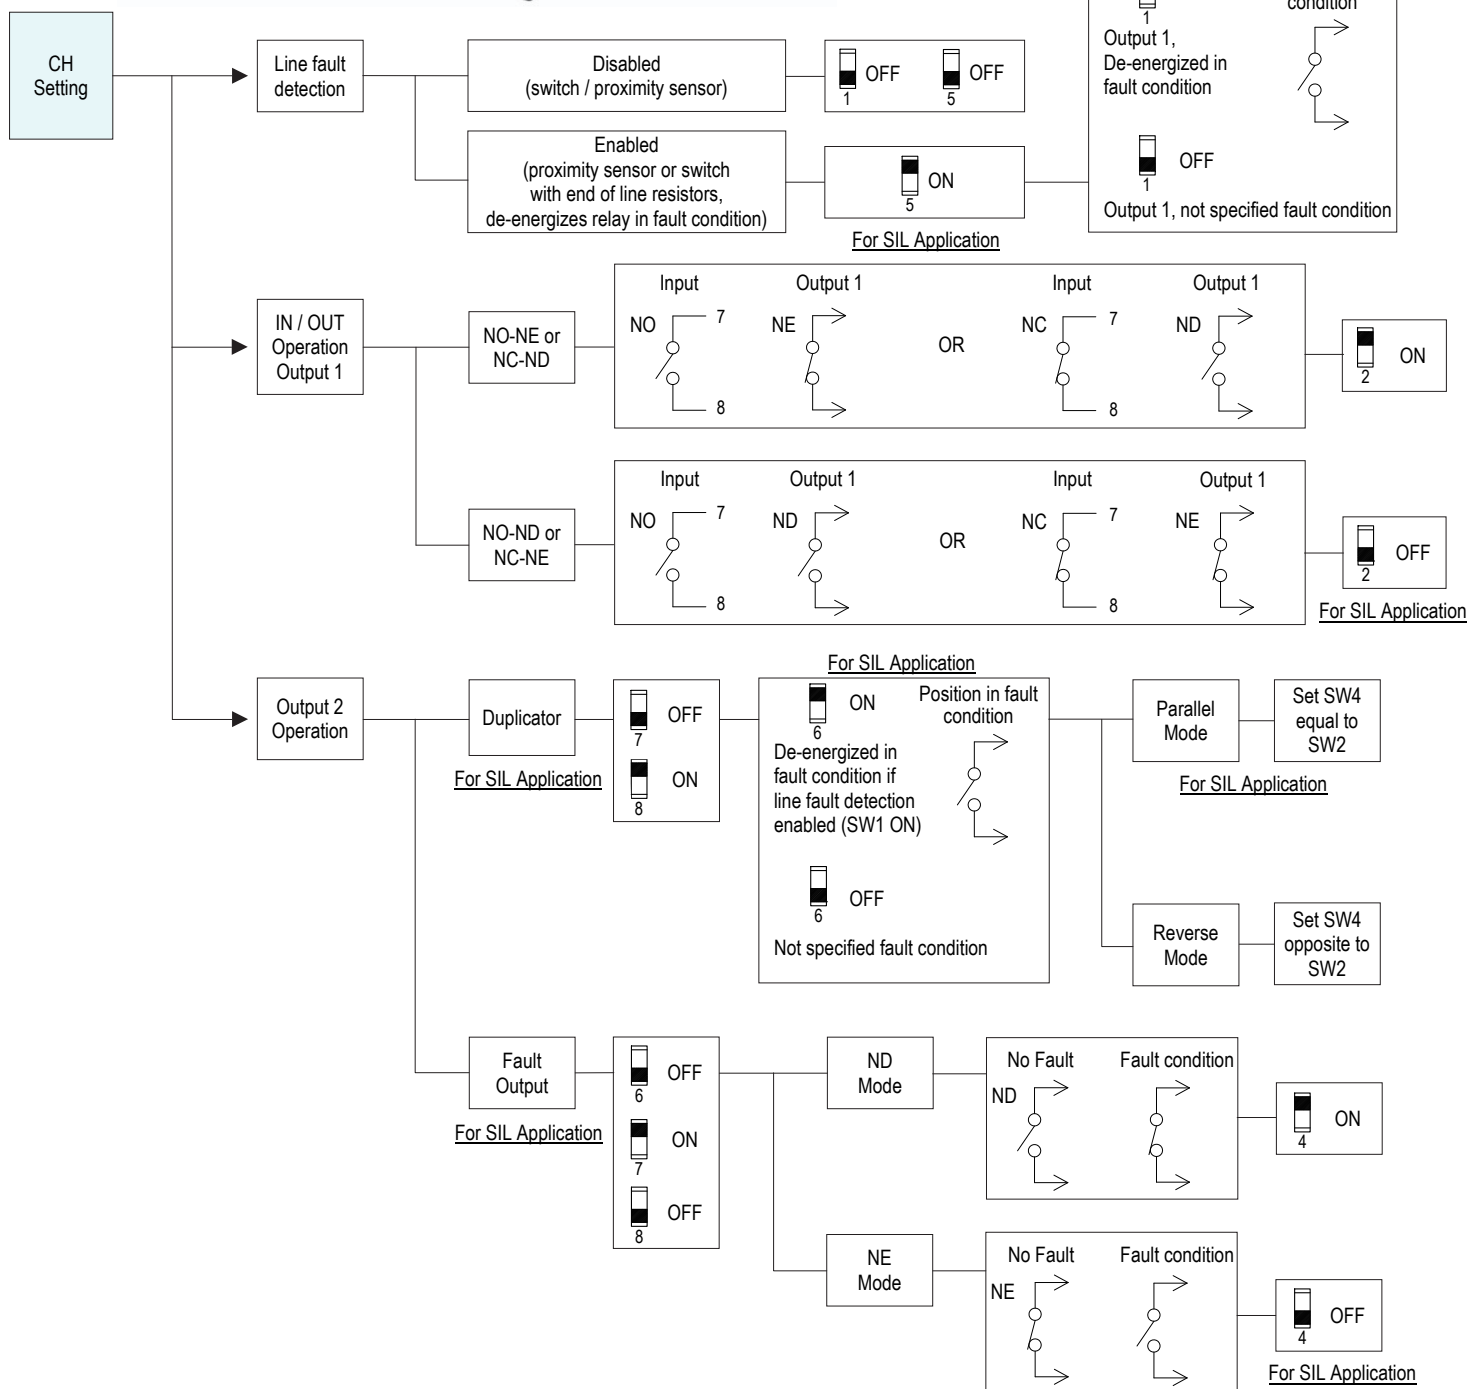 CH
Setting
Line fault
detection
Disabled
(switch / proximity sensor)
1
OFF
5
OFF
Enabled
(proximity sensor or switch
with end of line resistors,
de-energizes relay in fault condition)
5
ON
For SIL Application
1
condition
Output 1,
De-energized in
fault condition
1
OFF
Output 1, not specified fault condition
IN / OUT
Operation
Output 1
NO-NE or
NC-ND
Input
Output 1
Input
Output 1
NO
7
8
NE
OR
NC
7
8
ND
2
ON
NO-ND or
NC-NE
Input
Output 1
Input
Output 1
NO
7
8
ND
OR
NC
7
8
NE
2
OFF
For SIL Application
Output 2
Operation
Duplicator
For SIL Application
7
OFF
8
ON
For SIL Application
6
ON
Position in fault
condition
De-energized in
fault condition if
line fault detection
enabled (SW1 ON)
6
OFF
Not specified fault condition
Parallel
Mode
Set SW4
equal to
SW2
For SIL Application
Reverse
Mode
Set SW4
opposite to
SW2
Fault
Output
For SIL Application
6
OFF
7
ON
8
OFF
ND
Mode
No Fault
Fault condition
ND
4
ON
NE
Mode
No Fault
Fault condition
NE
4
OFF
For SIL Application